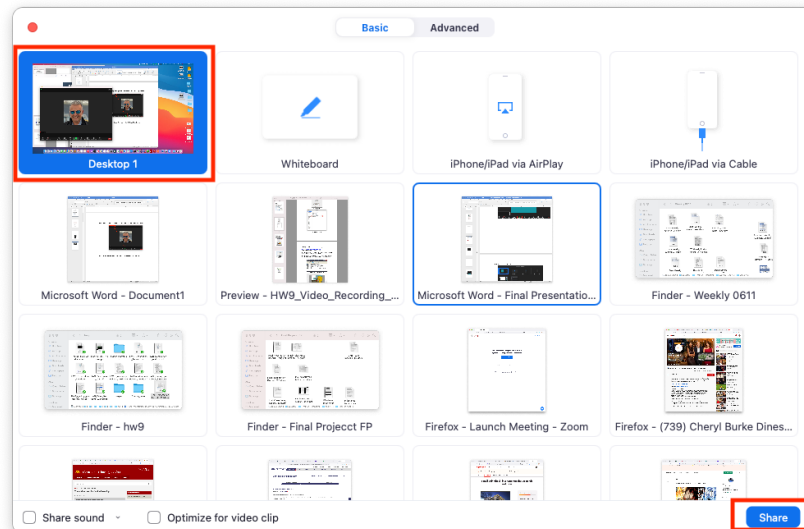 Basic
Advanced
Desktop 1
Whiteboard
iPhone/iPad via AirPlay
iPhone/iPad via Cable
Microsoft Word - Document1
Preview - HW9_Video_Recording_...
Microsoft Word - Final Presentatio...
Finder - Weekly 0611
Finder - hw9
Finder - Final Projecct FP
Firefox - Launch Meeting - Zoom
Firefox - (739) Cheryl Burke Dines...
Share sound
Optimize for video clip
Share